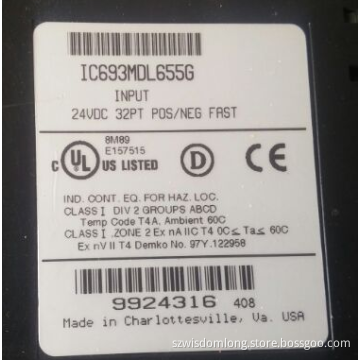 IC693MDL655G
INPUT
24VDC 32PT POS/NEG FAST
8M89
E157515
C UL US LISTED D CE
IND. CONT. EQ. FOR HAZ. LOC.
CLASS I DIV 2 GROUPS ABCD
Temp Code T4A, Ambient 60C
CLASS I ,ZONE 2 Ex nA IIC T4 0C≤ Ta≤ 60C
Ex nV II T4 Demko No. 97Y.122958
9924316 408
Made in Charlottesville, Va. USA
szwisdomlong.store.bossgoo.com